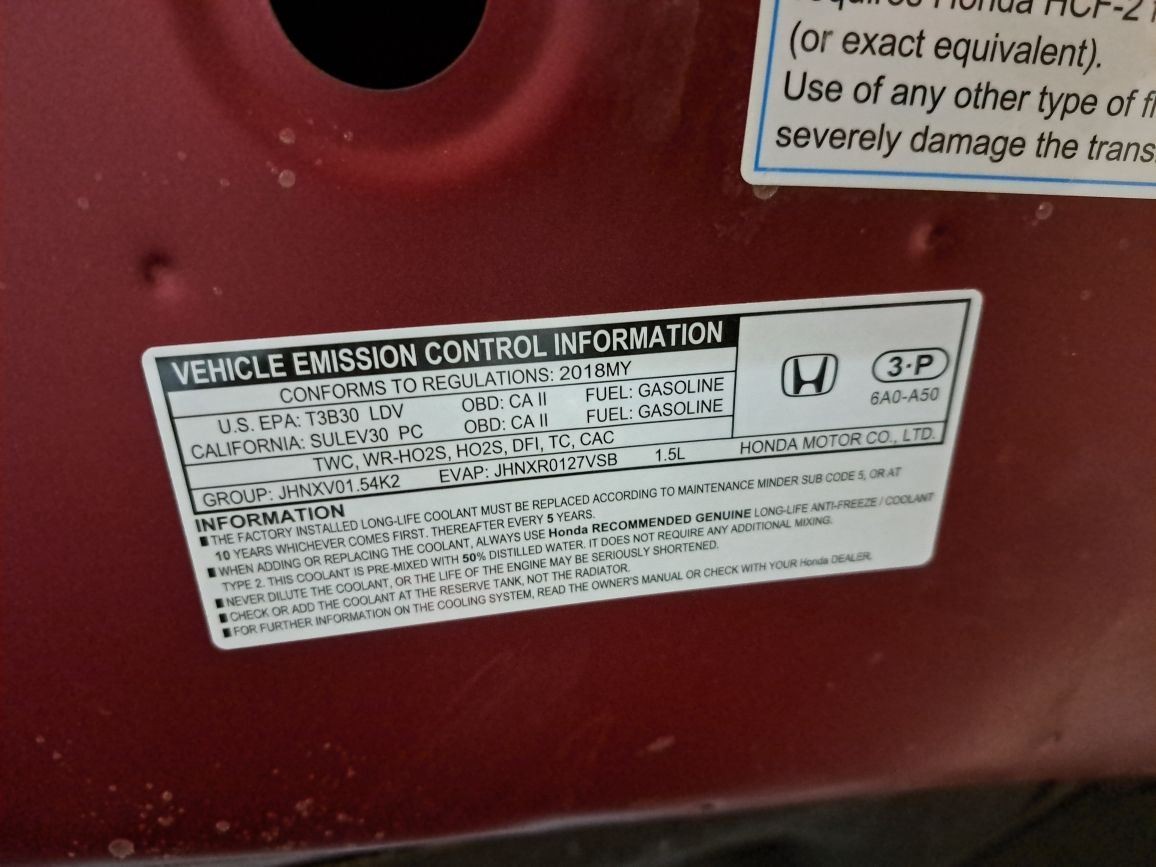 Honda HCF-2
(or exact equivalent).
Use of any other type of
severely damage the
VEHICLE EMISSION CONTROL INFORMATION
CONFORMS TO REGULATIONS: 2018MY
U.S. EPA: T3B30 LDV OBD: CA II FUEL: GASOLINE
CALIFORNIA: SULEV30 PC OBD: CA II FUEL: GASOLINE
TWC, WR-HO2S, HO2S, DFI, TC, CAC
GROUP: JHNXV01.54K2 EVAP: JHNXR0127VSB 1.5L
3·P
6A0-A50
HONDA MOTOR CO., LTD.
INFORMATION
THE FACTORY INSTALLED LONG-LIFE COOLANT MUST BE REPLACED ACCORDING TO MAINTENANCE MINDER SUB CODE 5, OR AT
10 YEARS WHICHEVER COMES FIRST. THEREAFTER EVERY 5 YEARS.
WHEN ADDING OR REPLACING THE COOLANT, ALWAYS USE Honda RECOMMENDED GENUINE LONG-LIFE ANTI-FREEZE / COOLANT
TYPE 2. THIS COOLANT IS PRE-MIXED WITH 50% DISTILLED WATER. IT DOES NOT REQUIRE ANY ADDITIONAL MIXING.
NEVER DILUTE THE COOLANT, OR THE LIFE OF THE ENGINE MAY BE SERIOUSLY SHORTENED.
CHECK OR ADD THE COOLANT AT THE RESERVE TANK, NOT THE RADIATOR.
FOR FURTHER INFORMATION ON THE COOLING SYSTEM, READ THE OWNER'S MANUAL OR CHECK WITH YOUR Honda DEALER.